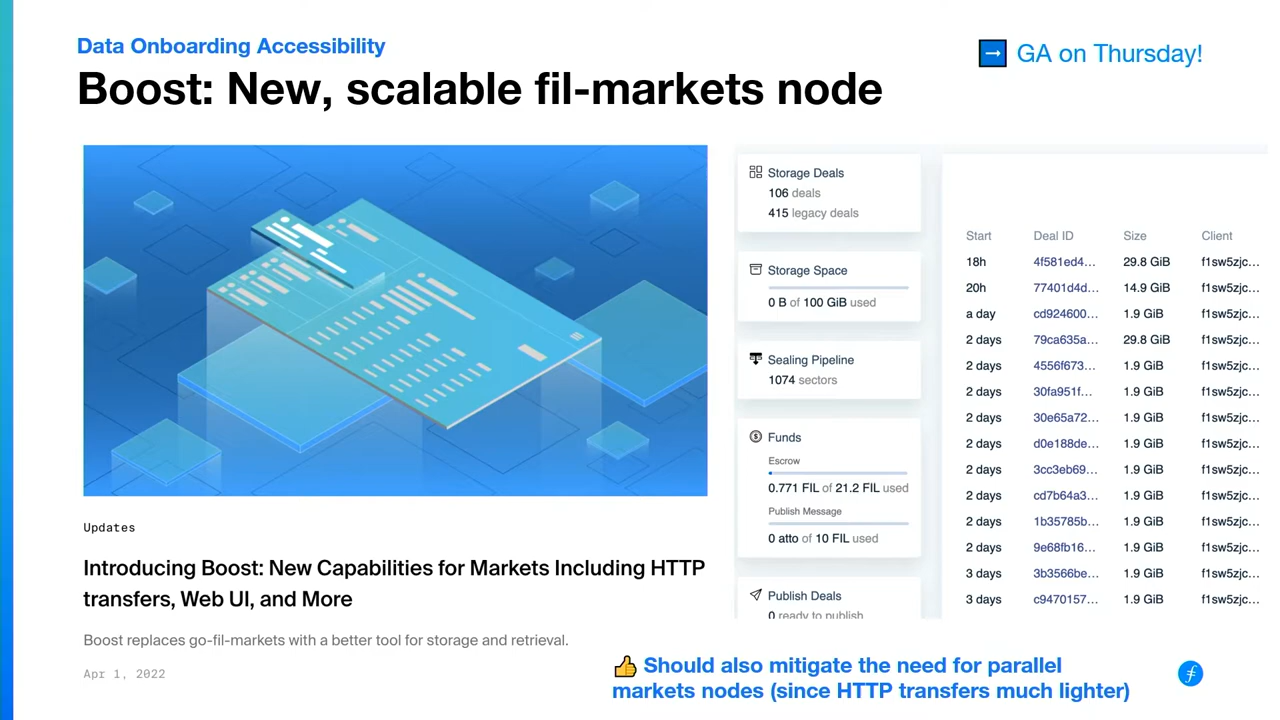 Data Onboarding Accessibility
Boost: New, scalable fil-markets node
→ GA on Thursday!
Updates
Introducing Boost: New Capabilities for Markets Including HTTP
transfers, Web UI, and More
Boost replaces go-fil-markets with a better tool for storage and retrieval.
Apr 1, 2022
Storage Deals
106 deals
415 legacy deals
Storage Space
0 B of 100 GiB used
Sealing Pipeline
1074 sectors
Funds
Escrow
0.771 FIL of 21.2 FIL used
Publish Message
0 atto of 10 FIL used
Publish Deals
0 ready to publish
Start Deal ID Size Client
18h 4f581ed4... 29.8 GiB f1sw5zjc...
20h 77401d4d... 14.9 GiB f1sw5zjc...
a day cd924600... 1.9 GiB f1sw5zjc...
2 days 79ca635a... 29.8 GiB f1sw5zjc...
2 days 4556f673... 1.9 GiB f1sw5zjc...
2 days 30fa951f... 1.9 GiB f1sw5zjc...
2 days 30e65a72... 1.9 GiB f1sw5zjc...
2 days d0e188de... 1.9 GiB f1sw5zjc...
2 days 3cc3eb69... 1.9 GiB f1sw5zjc...
2 days cd7b64a3... 1.9 GiB f1sw5zjc...
2 days 1b35785b... 1.9 GiB f1sw5zjc...
2 days 9e68fb16... 1.9 GiB f1sw5zjc...
3 days 3b3566be... 1.9 GiB f1sw5zjc...
3 days c9470157... 1.9 GiB f1sw5zjc...
👍 Should also mitigate the need for parallel
markets nodes (since HTTP transfers much lighter)